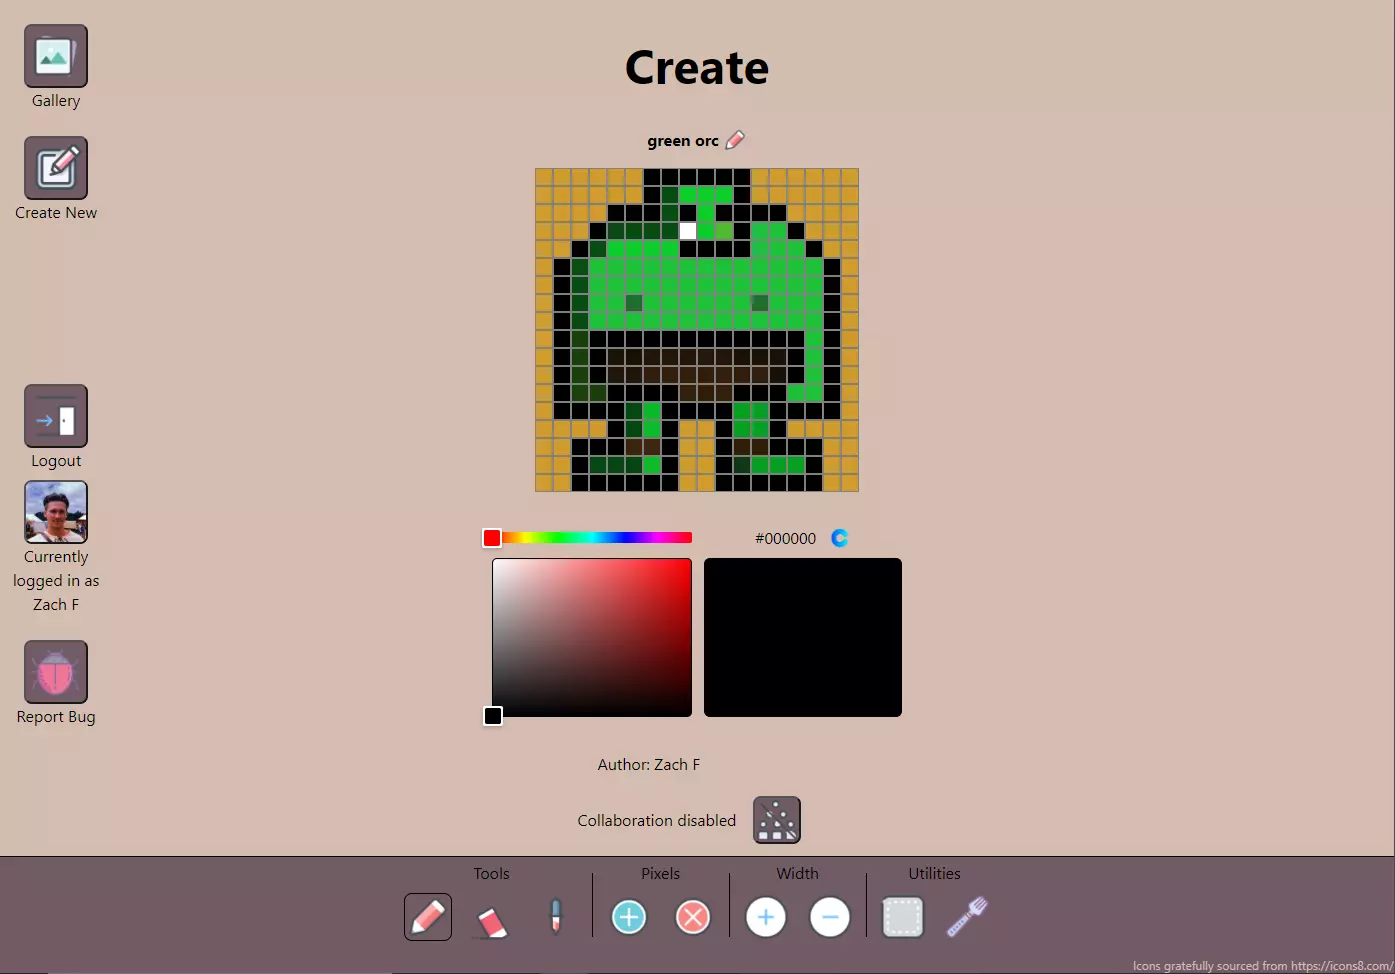 Create
Gallery
green orc
Create New
Logout
Currently
logged in as
Zach F
#000000
Report Bug
Author: Zach F
Collaboration disabled
Tools
Pixels
Width
Utilities
Icons gratefully sourced from https://icons8.com/